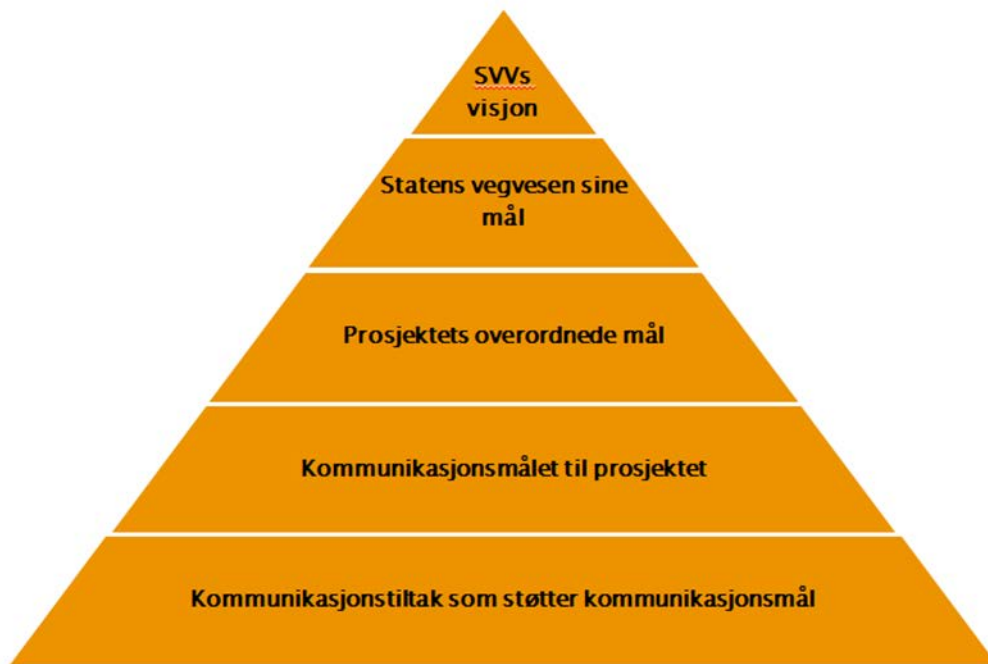 SVVs
visjon
Statens vegvesen sine
mål
Prosjektets overordnede mål
Kommunikasjonsmålet til prosjektet
Kommunikasjonstiltak som støtter kommunikasjonsmål